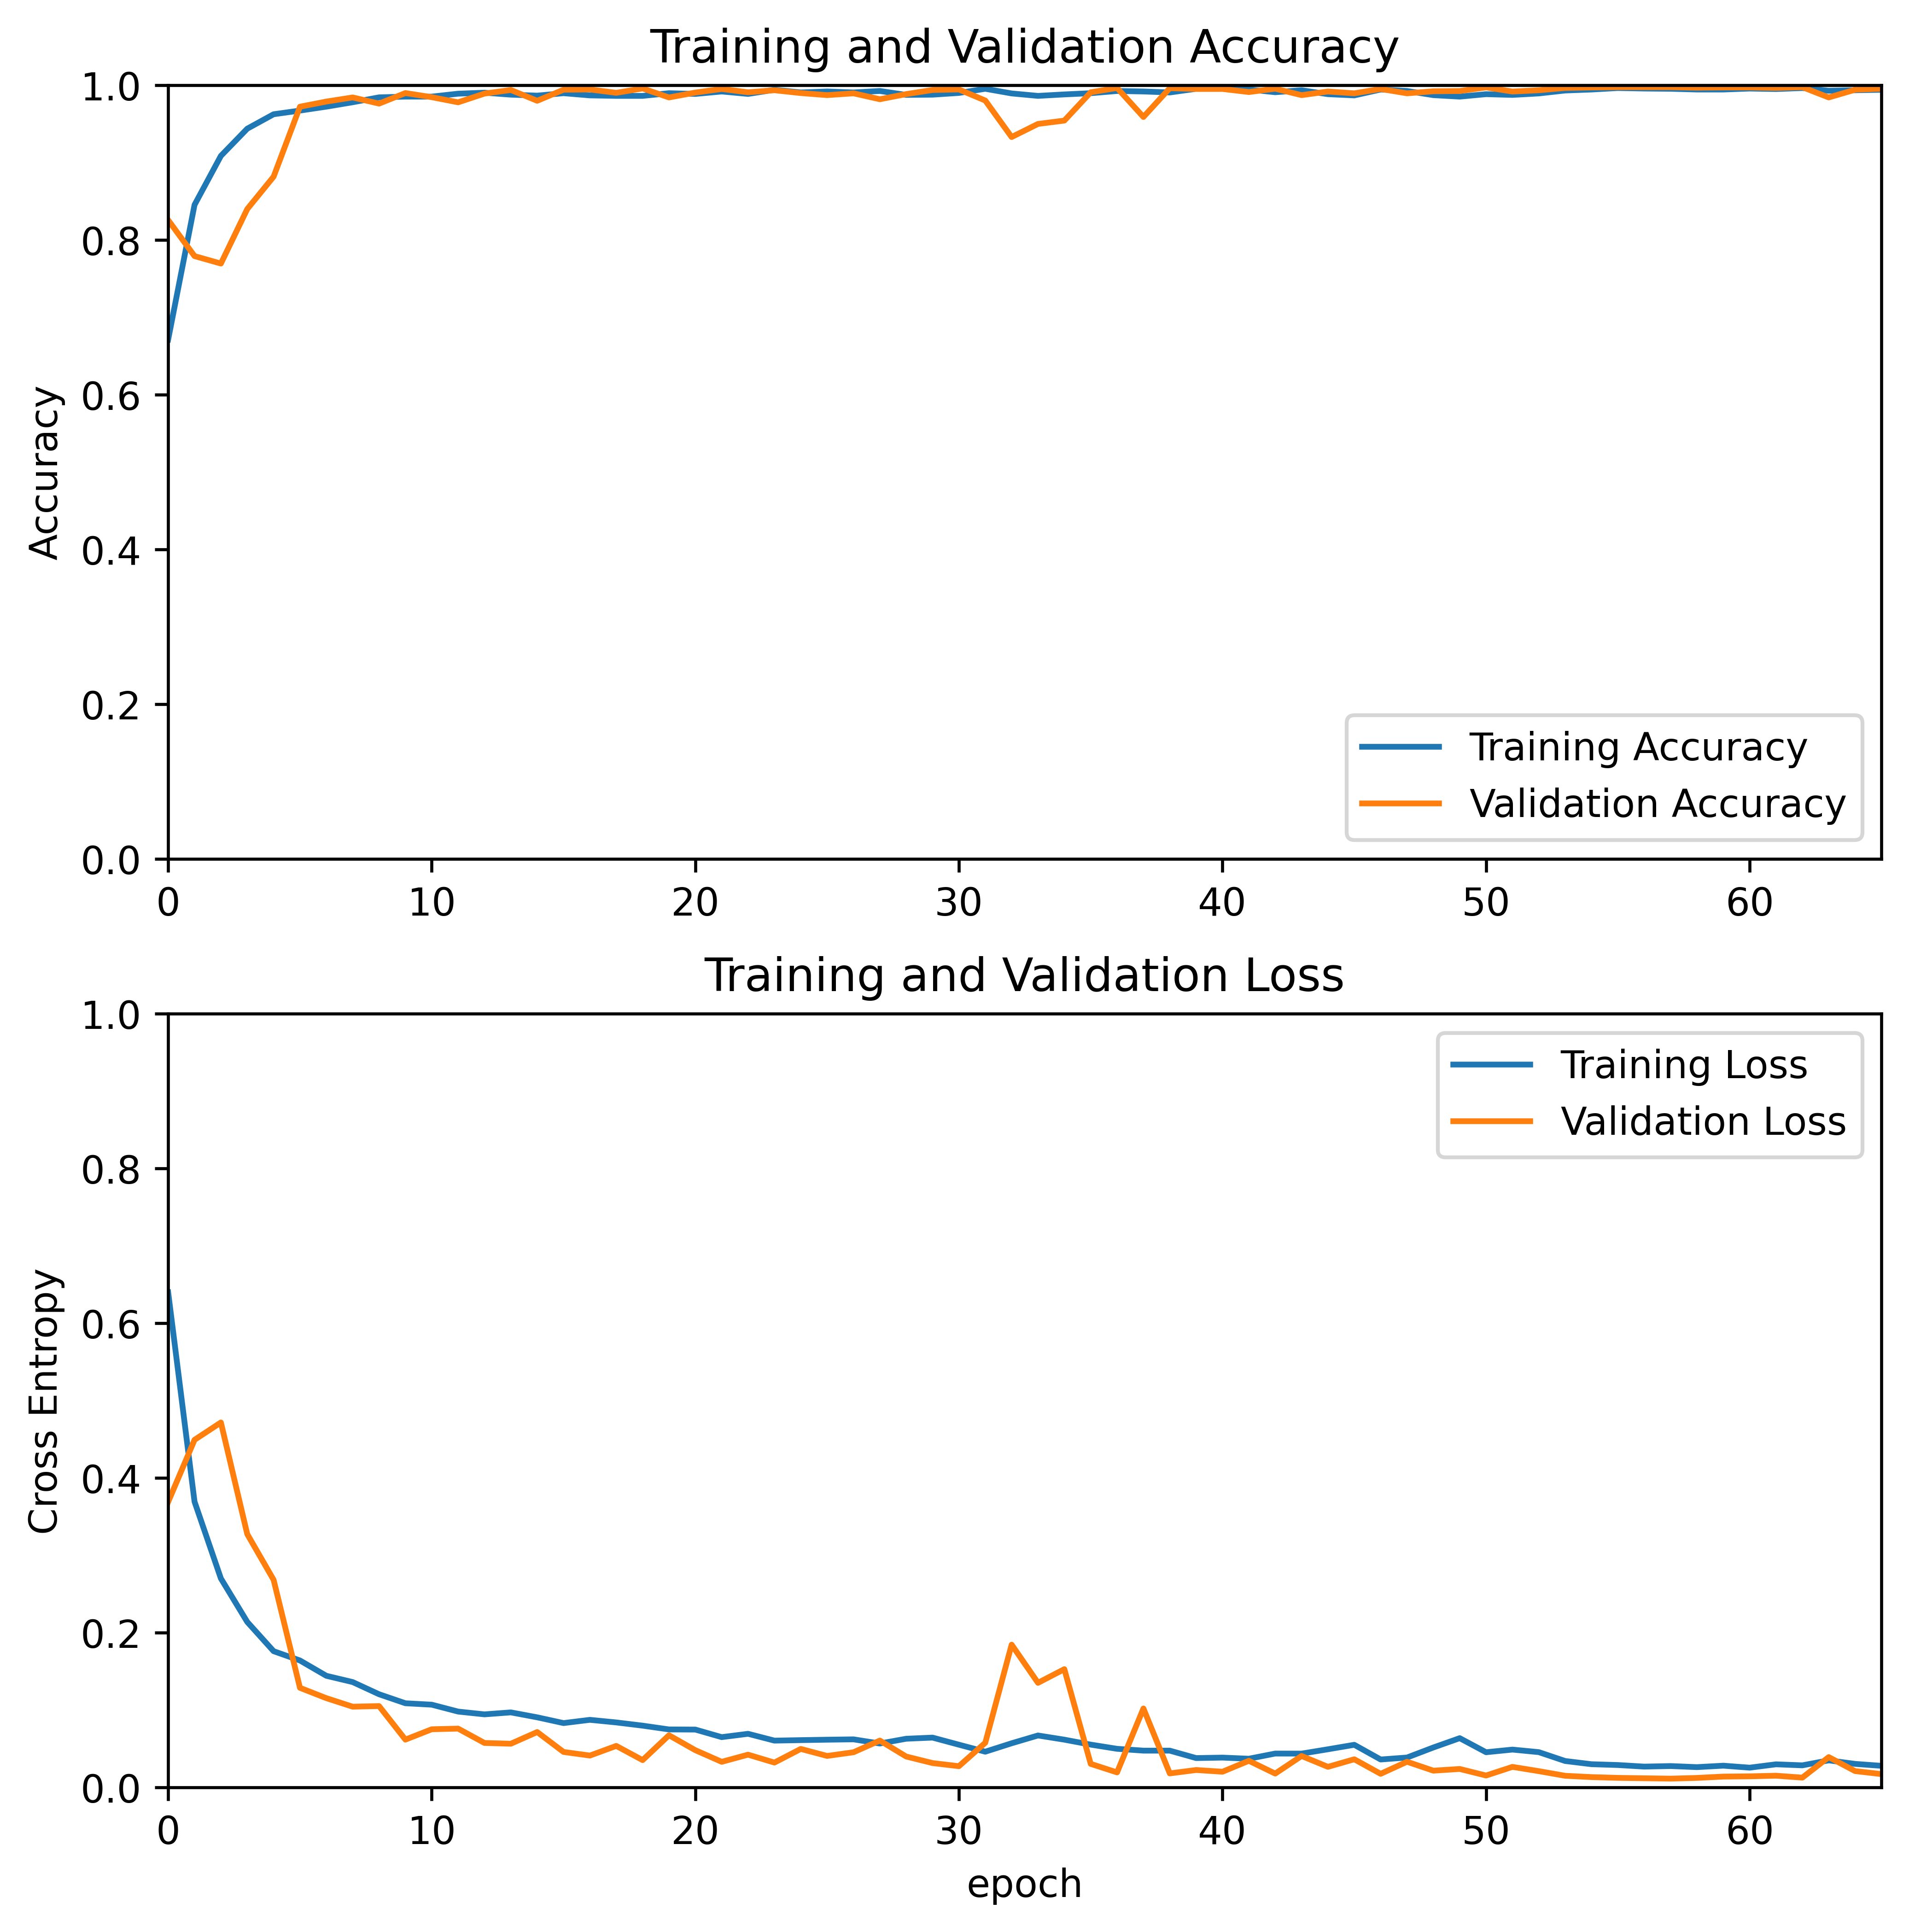 Training and Validation Accuracy
1.0
0.8
0.6
0.4
0.2
0.0
Accuracy
Training Accuracy
Validation Accuracy
0 10 20 30 40 50 60
Training and Validation Loss
1.0
0.8
0.6
0.4
0.2
0.0
Cross Entropy
Training Loss
Validation Loss
0 10 20 30 40 50 60
epoch